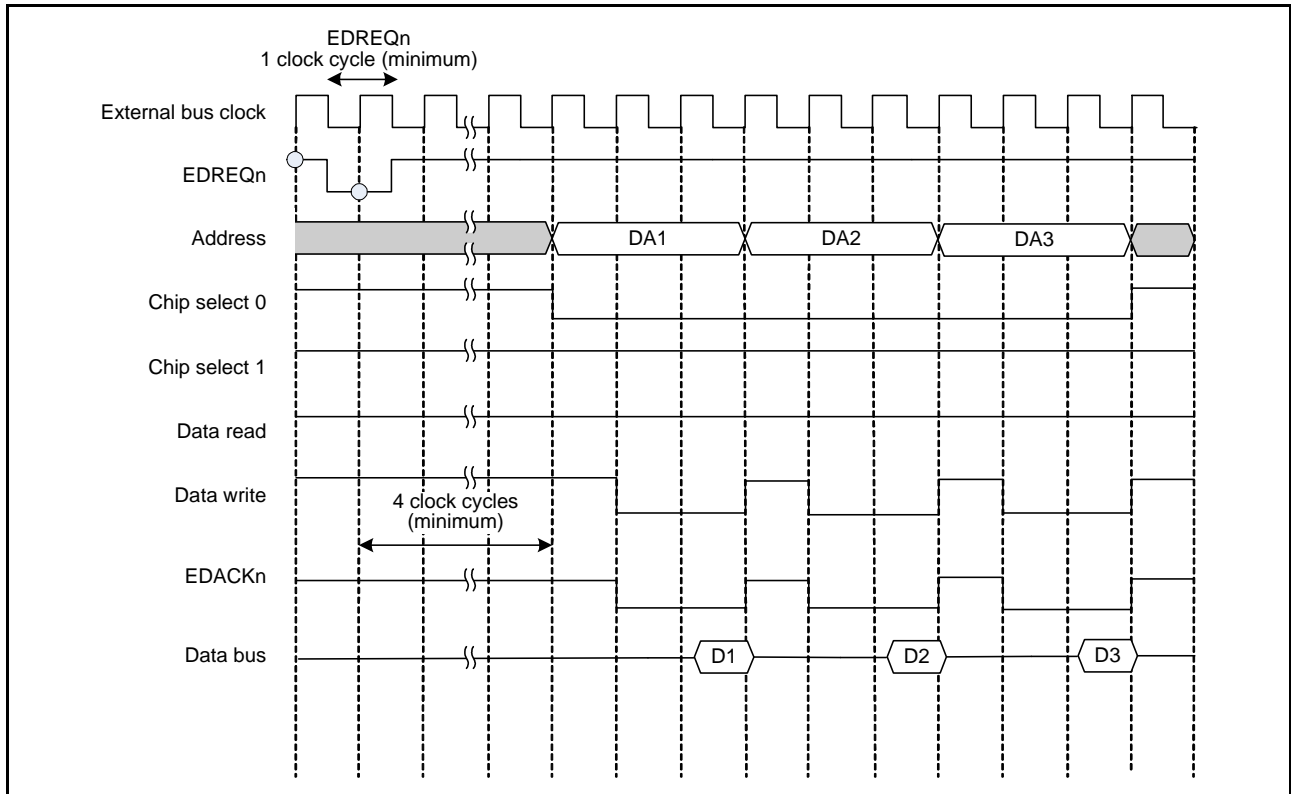 EDREQn
1 clock cycle (minimum)
External bus clock
EDREQn
Address
DA1
DA2
DA3
Chip select 0
Chip select 1
Data read
Data write
4 clock cycles
(minimum)
EDACKn
Data bus
D1
D2
D3